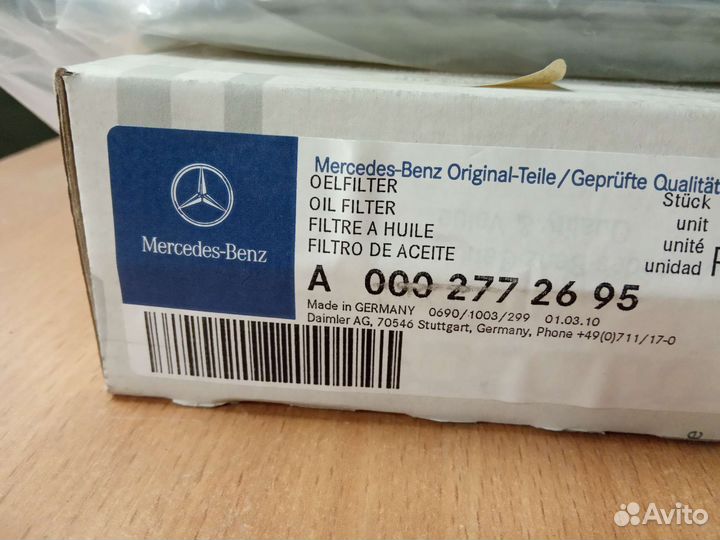 Mercedes-Benz
Mercedes-Benz Original-Teile/Geprüfte Qualität
OELFILTER
OIL FILTER
FILTRE A HUILE
FILTRO DE ACEITE
Stück
unit
unité
unidad
A 000 277 26 95
Made in GERMANY 0690/1003/299 01.03.10
Daimler AG, 70546 Stuttgart, Germany, Phone +49(0)711/17-0
Avito